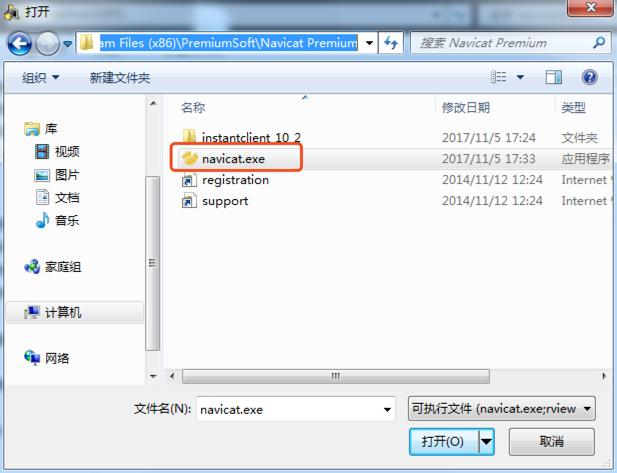 打开
am Files (x86)\PremiumSoft\Navicat Premium
搜索 Navicat Premium
组织 新建文件夹
名称 修改日期 类型
库
视频
图片
文档
音乐
家庭组
计算机
网络
instantclient_10_2 2017/11/5 17:24 文件夹
navicat.exe 2017/11/5 17:33 应用程序
registration 2014/11/12 12:24 Internet
support 2014/11/12 12:24 Internet
文件名(N): navicat.exe 可执行文件 (navicat.exe;rview
打开(O) 取消